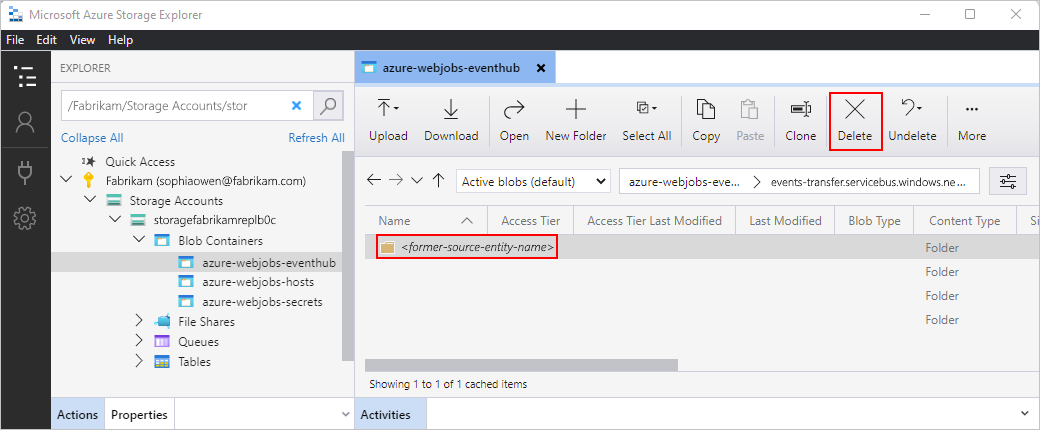 Microsoft Azure Storage Explorer
File Edit View Help
EXPLORER
/Fabrikam/Storage Accounts/stor
Collapse All Refresh All
Quick Access
Fabrikam (sophiaowen@fabrikam.com)
Storage Accounts
storagefabrikamreplb0c
Blob Containers
azure-webjobs-eventhub
azure-webjobs-hosts
azure-webjobs-secrets
File Shares
Queues
Tables
Actions Properties
azure-webjobs-eventhub
Upload Download Open New Folder Select All Copy Paste Clone Delete Undelete More
Active blobs (default) azure-webjobs-eve... events-transfer.servicebus.windows.ne...
Name Access Tier Access Tier Last Modified Last Modified Blob Type Content Type Si
<former-source-entity-name> Folder
Folder
Folder
Folder
Showing 1 to 1 of 1 cached items
Activities